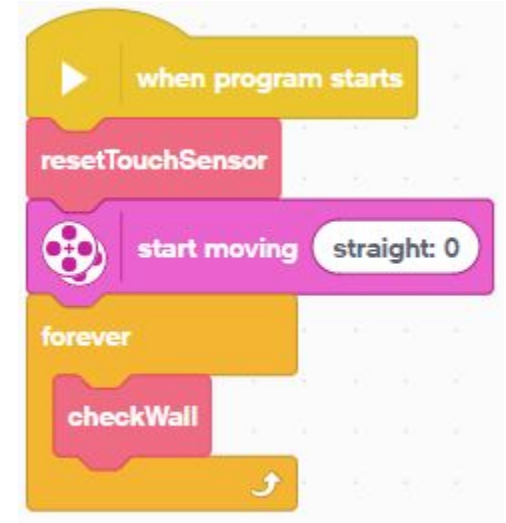 when program starts
resetTouchSensor
start moving straight: 0
forever
checkWall